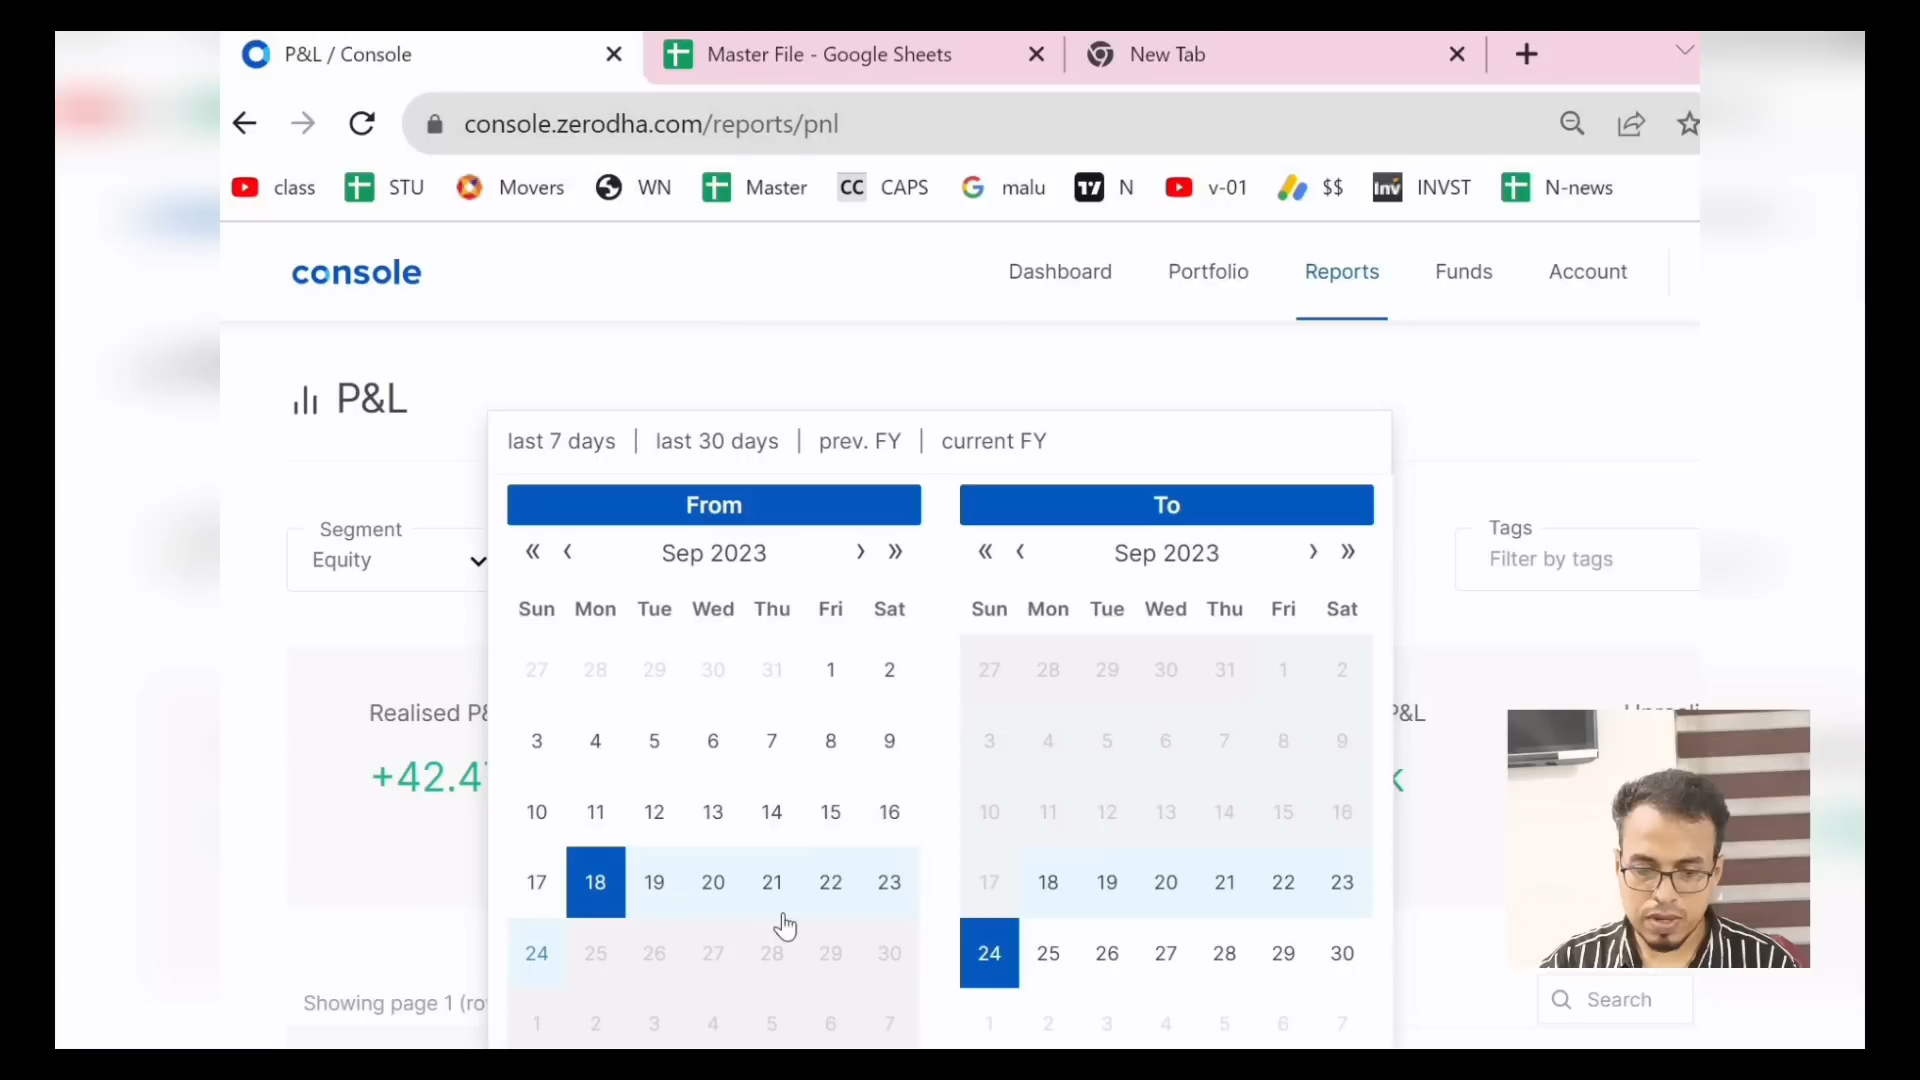 P&L / Console
Master File - Google Sheets
New Tab
console.zerodha.com/reports/pnl
class STU Movers WN Master CC CAPS malu N v-01 $$ Inv INVST N-news
console
Dashboard Portfolio Reports Funds Account
P&L
last 7 days | last 30 days | prev. FY | current FY
From To
Segment
Equity
Tags
Filter by tags
« ‹ Sep 2023 › » « ‹ Sep 2023 › »
Sun Mon Tue Wed Thu Fri Sat Sun Mon Tue Wed Thu Fri Sat
27 28 29 30 31 1 2 27 28 29 30 31 1 2
Realised P& P&L
3 4 5 6 7 8 9 3 4 5 6 7 8 9
+42.4 k
10 11 12 13 14 15 16 10 11 12 13 14 15 16
17 18 19 20 21 22 23 17 18 19 20 21 22 23
24 25 26 27 28 29 30 24 25 26 27 28 29 30
Showing page 1 (ro
Search
1 2 3 4 5 6 7 1 2 3 4 5 6 7